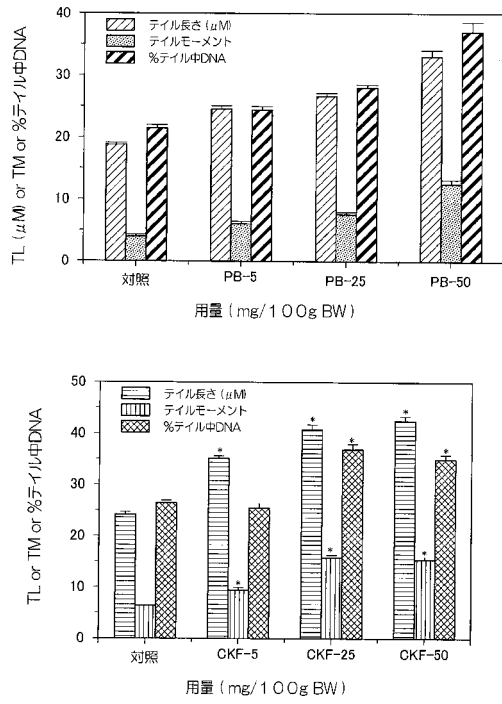 40
30
20
10
0
TL (μM) or TM or %テイル中DNA
テイル長さ(μM)
テイルモーメント
%テイル中DNA
対照 PB-5 PB-25 PB-50
用量(mg/100g BW)
50
40
30
20
10
0
TL or TM or %テイル中DNA
テイル長さ(μM)
テイルモーメント
%テイル中DNA
* * * * * * * *
対照 CKF-5 CKF-25 CKF-50
用量(mg/100g BW)